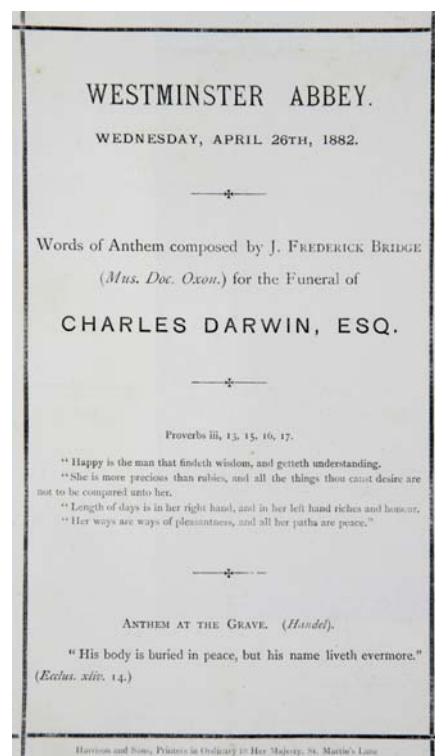 WESTMINSTER ABBEY.
WEDNESDAY, APRIL 26TH, 1882.
Words of Anthem composed by J. FREDERICK BRIDGE
(Mus. Doc. Oxon.) for the Funeral of
CHARLES DARWIN, ESQ.
Proverbs iii, 13, 15, 16, 17.
“Happy is the man that findeth wisdom, and getteth understanding.
“She is more precious than rubies, and all the things thou canst desire are
not to be compared unto her.
“Length of days is in her right hand, and in her left hand riches and honour.
“Her ways are ways of pleasantness, and all her paths are peace.”
ANTHEM AT THE GRAVE. (Handel).
“His body is buried in peace, but his name liveth evermore.”
(Ecclus. xliv. 14.)
Harrison and Sons, Printers in Ordinary to Her Majesty, St. Martin's Lane